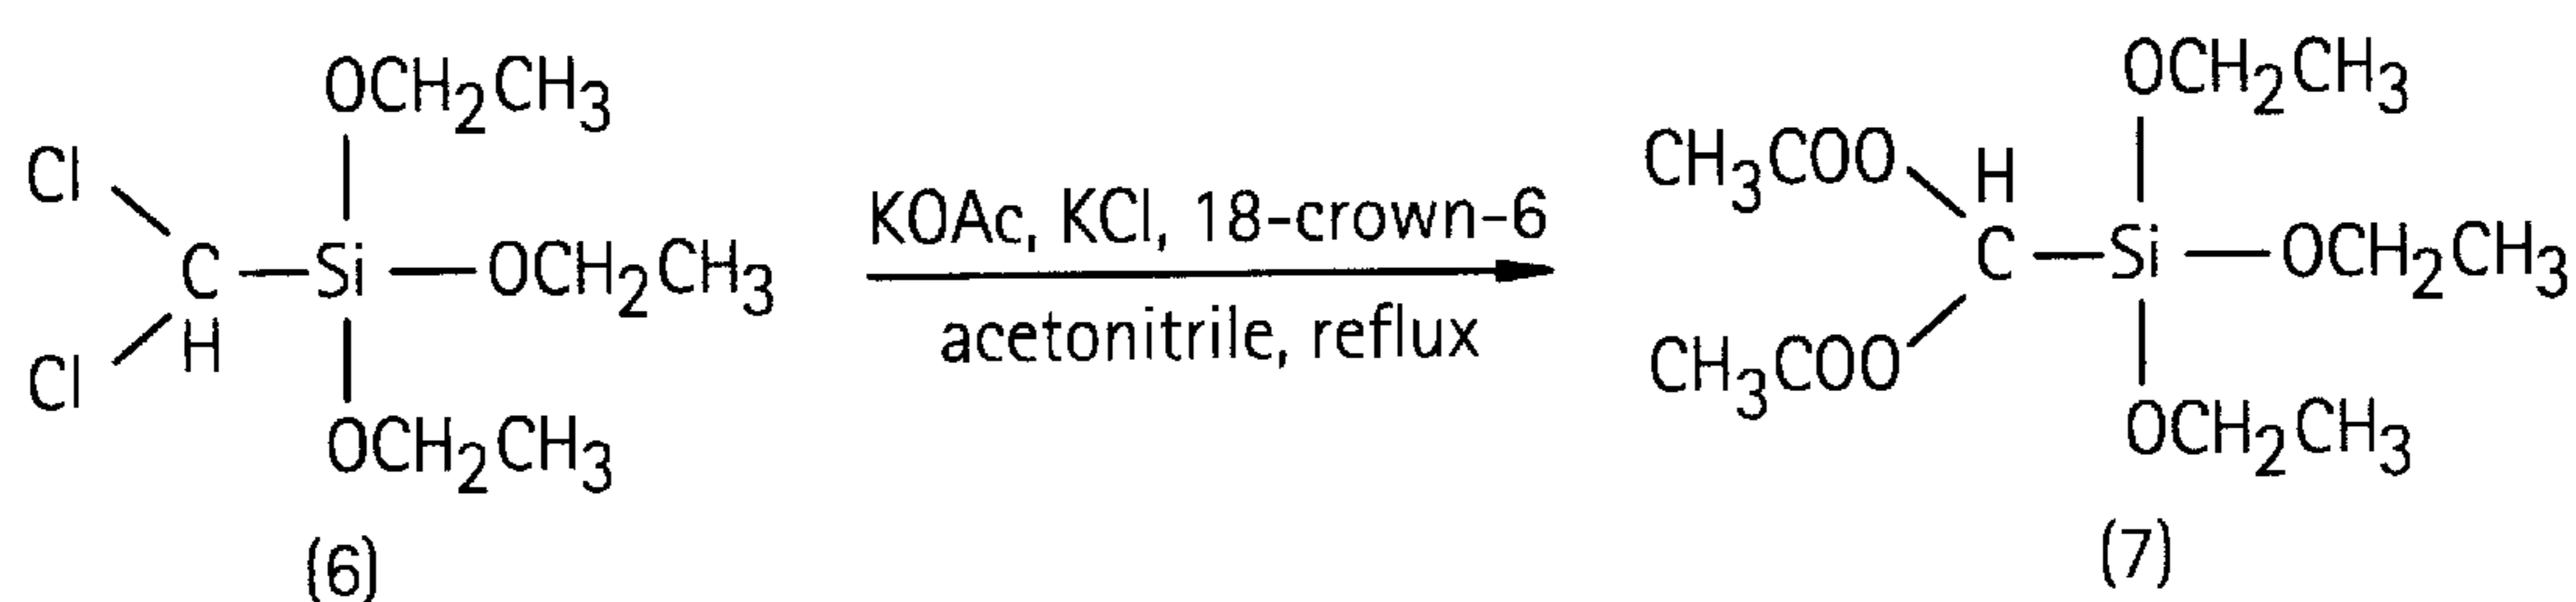 OCH2CH3
Cl
C—Si—OCH2CH3
H
Cl
OCH2CH3
(6)
KOAc, KCl, 18-crown-6
acetonitrile, reflux
OCH2CH3
CH3COO
H
C—Si—OCH2CH3
CH3COO
OCH2CH3
(7)